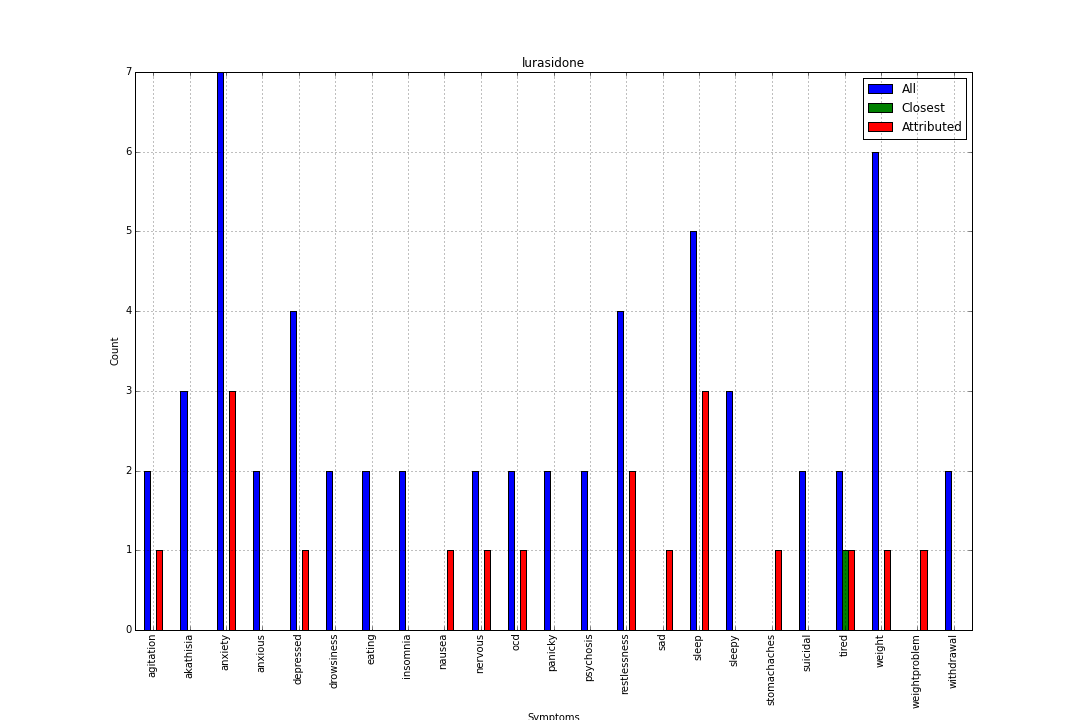 lurasidone
7
6
5
4
3
2
1
0
Count
All
Closest
Attributed
agitation
akathisia
anxiety
anxious
depressed
drowsiness
eating
insomnia
nausea
nervous
ocd
panicky
psychosis
restlessness
sad
sleep
sleepy
stomachaches
suicidal
tired
weight
weightproblem
withdrawal
Symptoms